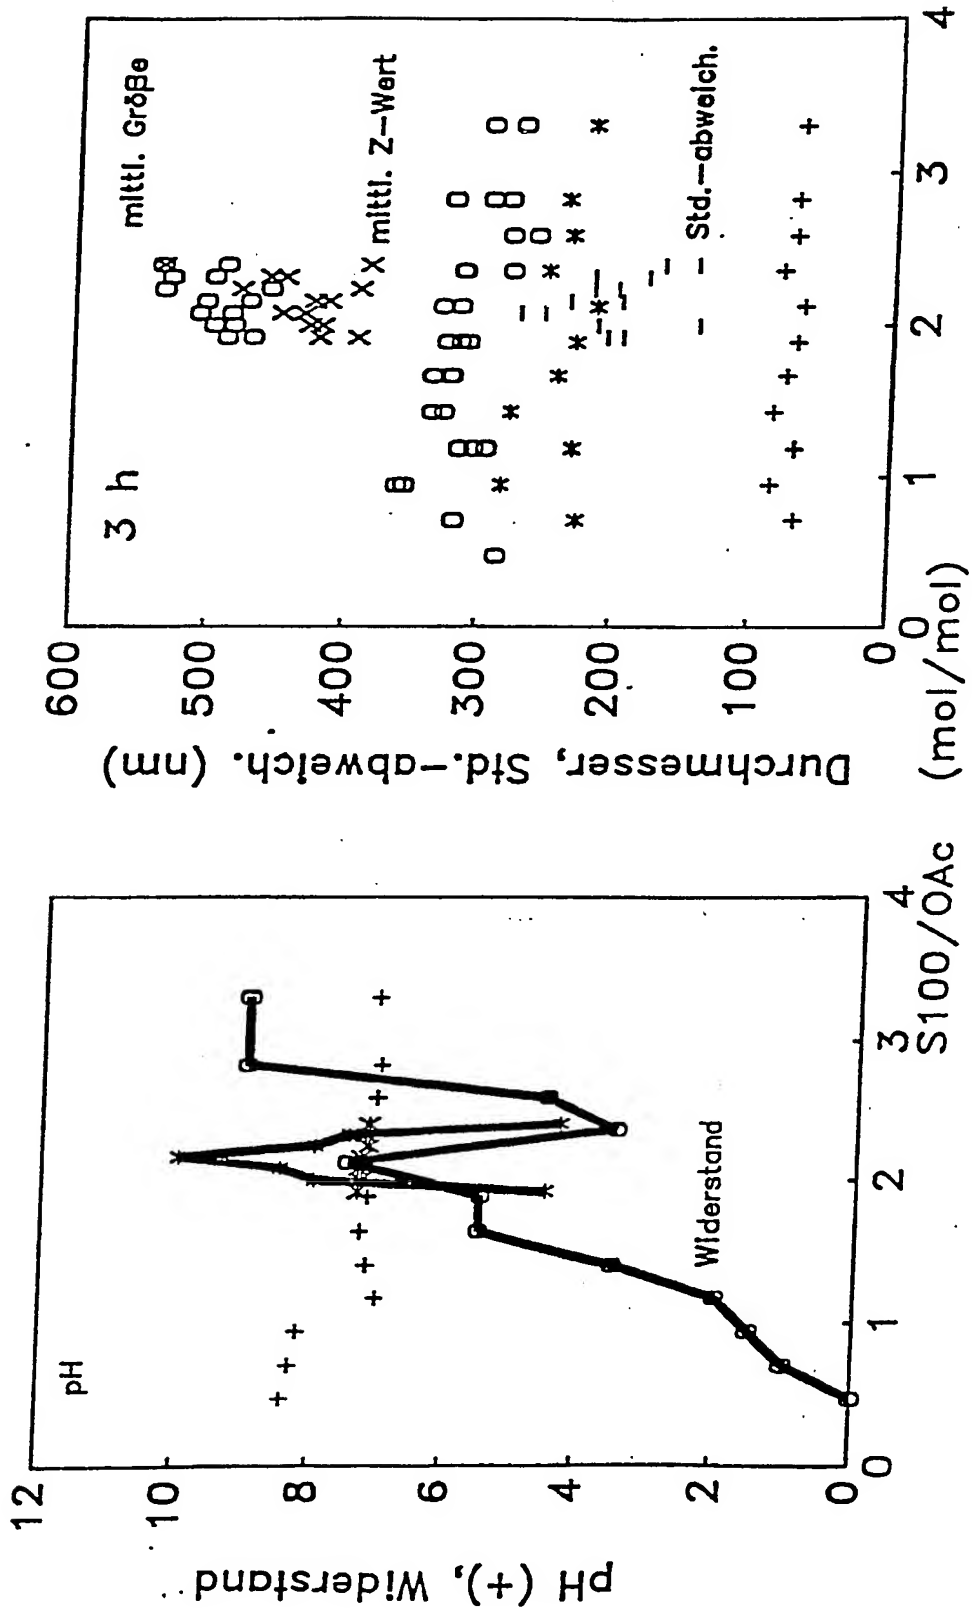 pH (+), Widerstand
12
10
8
6
4
2
0
pH
Widerstand
0
1
2
3
4
S100/OAc (mol/mol)
Durchmesser, Std.-abweich. (nm)
600
500
400
300
200
100
0
3 h
mittl. Größe
mittl. Z-Wert
Std.-abweich.
0
1
2
3
4